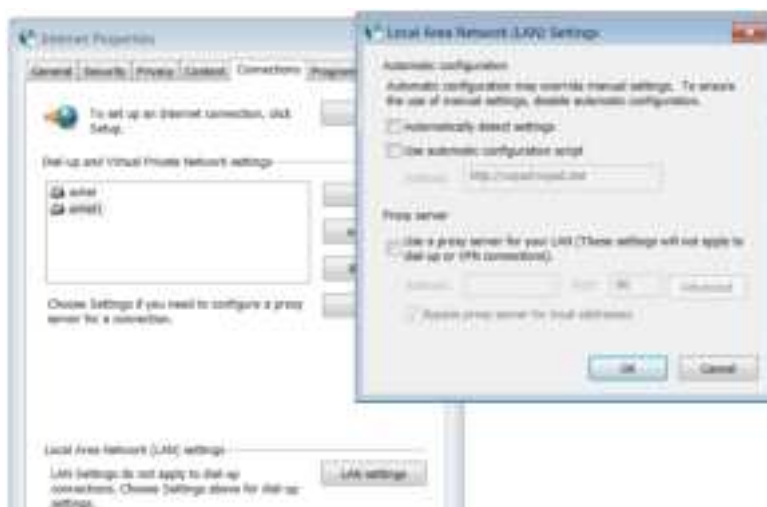 Internet Properties
General Security Privacy Content Connections
To set up an Internet connection, click
Setup.
Dial-up and Virtual Private Network settings
Choose Settings if you need to configure a proxy
server for a connection.
Local Area Network (LAN) settings
LAN Settings do not apply to dial-up
connections. Choose Settings above for dial-up
settings.
LAN settings
Local Area Network (LAN) Settings
Automatic configuration
Automatic configuration may override manual settings. To ensure
the use of manual settings, disable automatic configuration.
Automatically detect settings
Use automatic configuration script
Address
Proxy server
Use a proxy server for your LAN (These settings will not apply to
dial-up or VPN connections).
Address
Port 80 Advanced
Bypass proxy server for local addresses
OK Cancel